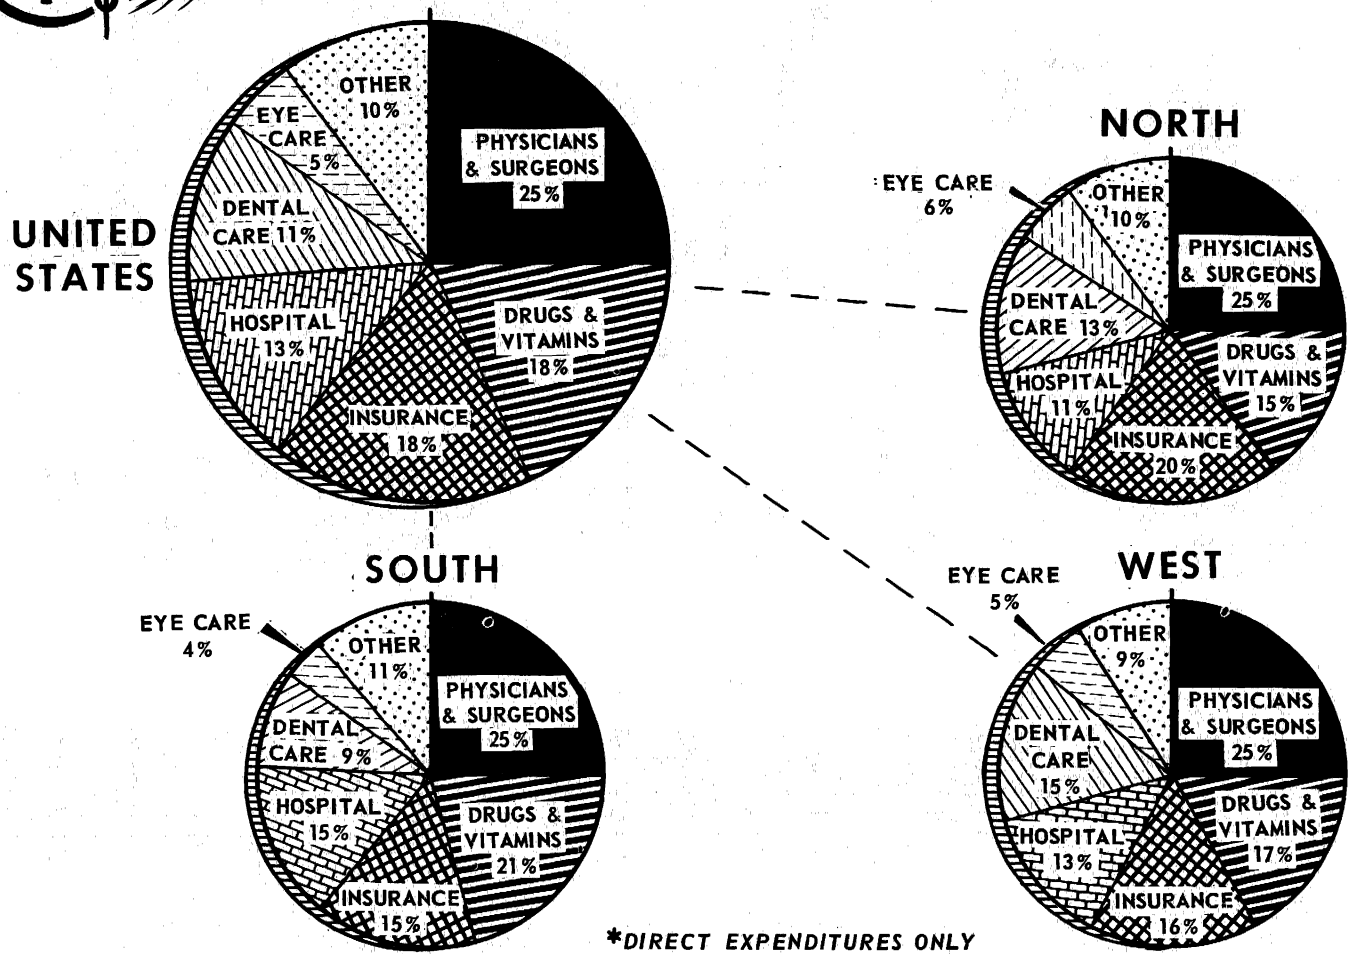 UNITED
STATES
OTHER
10%
PHYSICIANS
& SURGEONS
25%
DRUGS &
VITAMINS
18%
INSURANCE
18%
HOSPITAL
13%
DENTAL
CARE 11%
EYE
CARE
5%
NORTH
OTHER
10%
PHYSICIANS
& SURGEONS
25%
DRUGS &
VITAMINS
15%
INSURANCE
20%
HOSPITAL
11%
DENTAL
CARE 13%
EYE CARE
6%
SOUTH
OTHER
11%
PHYSICIANS
& SURGEONS
25%
DRUGS &
VITAMINS
21%
INSURANCE
15%
HOSPITAL
15%
DENTAL
CARE 9%
EYE CARE
4%
WEST
OTHER
9%
PHYSICIANS
& SURGEONS
25%
DRUGS &
VITAMINS
17%
INSURANCE
16%
HOSPITAL
13%
DENTAL
CARE
15%
EYE CARE
5%
*DIRECT EXPENDITURES ONLY